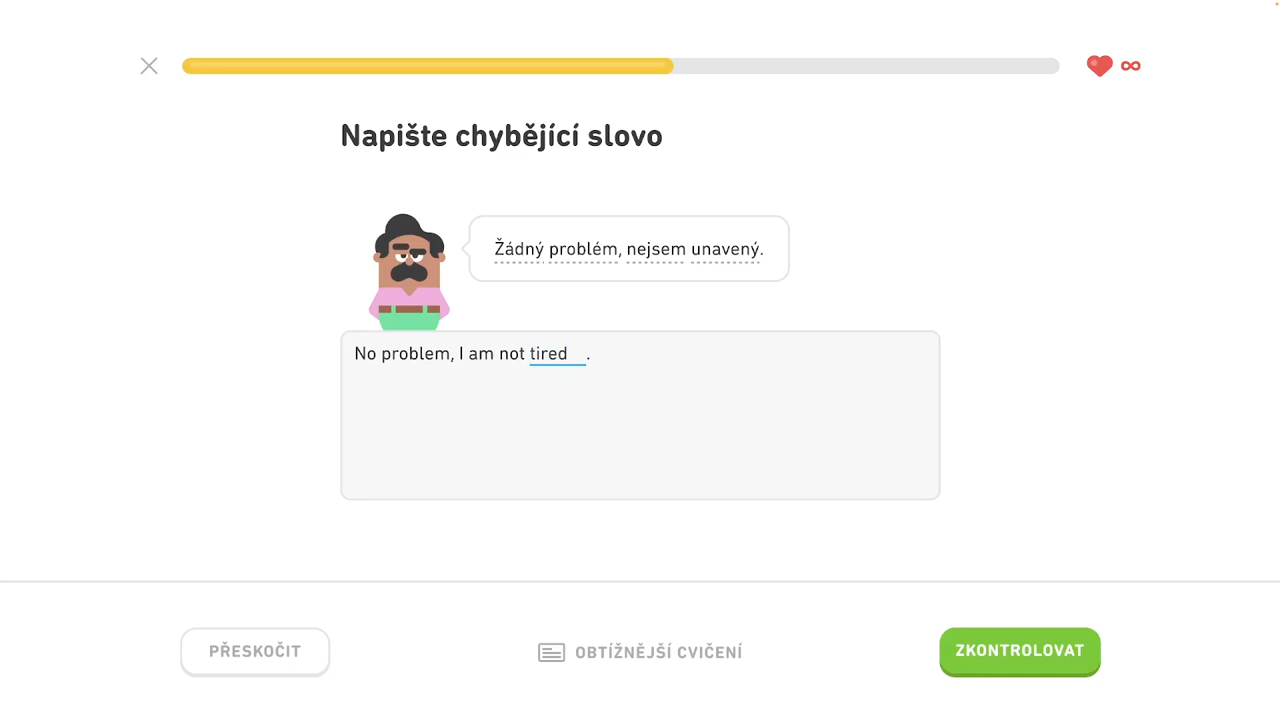 ∞
Napište chybějící slovo
Žádný problém, nejsem unavený.
No problem, I am not tired.
PŘESKOČIT
OBTÍŽNĚJŠÍ CVIČENÍ
ZKONTROLOVAT